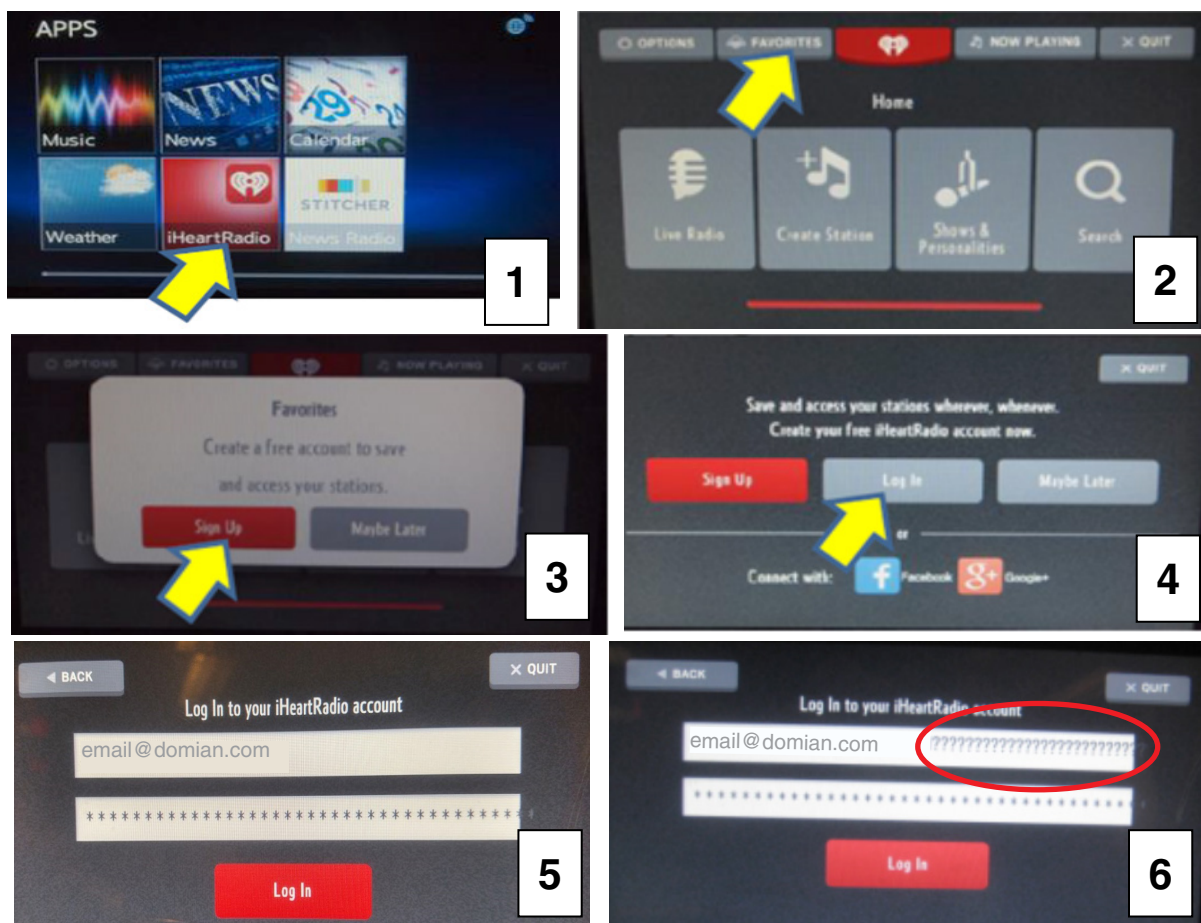 APPS
Music
News
Calendar
Weather
iHeartRadio
STITCHER
News Radio
1
OPTIONS
FAVORITES
NOW PLAYING
× QUIT
Home
Live Radio
Create Station
Shows &
Personalities
Search
2
OPTIONS
FAVORITES
NOW PLAYING
× QUIT
Favorites
Create a free account to save
and access your stations.
Sign Up
Maybe Later
3
× QUIT
Save and access your stations wherever, whenever.
Create your free iHeartRadio account now.
Sign Up
Log In
Maybe Later
or
Connect with:
f
Facebook
g+
Google+
4
BACK
× QUIT
Log In to your iHeartRadio account
email@domian.com
Log In
5
BACK
× QUIT
Log In to your iHeartRadio account
email@domian.com
Log In
6